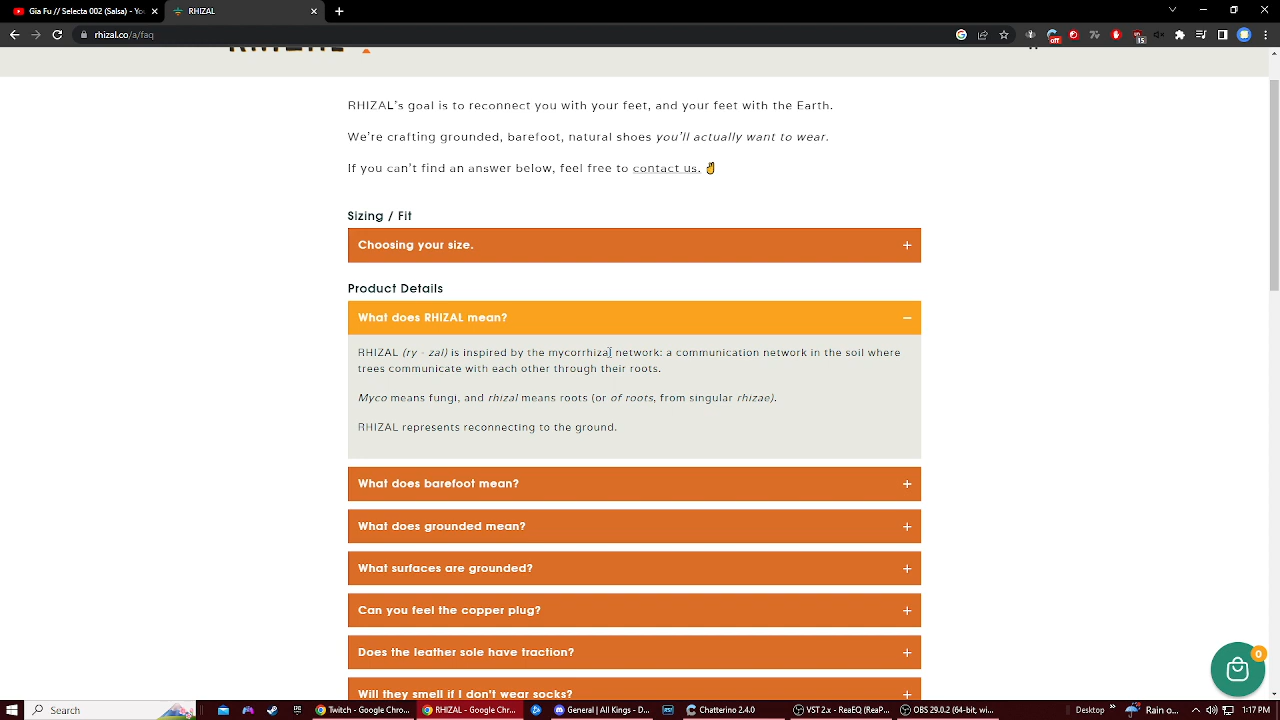 Gia Fu // Selecta 002 (Salsa) - You
RHIZAL
rhizal.co/a/faq
RHIZAL's goal is to reconnect you with your feet, and your feet with the Earth.
We're crafting grounded, barefoot, natural shoes you'll actually want to wear.
If you can't find an answer below, feel free to contact us. ✌
Sizing / Fit
Choosing your size. +
Product Details
What does RHIZAL mean? −
RHIZAL (ry - zal) is inspired by the mycorrhizal network: a communication network in the soil where
trees communicate with each other through their roots.
Myco means fungi, and rhizal means roots (or of roots, from singular rhizae).
RHIZAL represents reconnecting to the ground.
What does barefoot mean? +
What does grounded mean? +
What surfaces are grounded? +
Can you feel the copper plug? +
Does the leather sole have traction? +
0
Will they smell if I don't wear socks? +
Search
Twitch - Google Chro...
RHIZAL - Google Chr...
General | All Kings - D...
Chatterino 2.4.0
VST 2x - ReaEQ (ReaP...
OBS 29.0.2 (64-bit, wi...
Desktop
Rain o...
1:17 PM